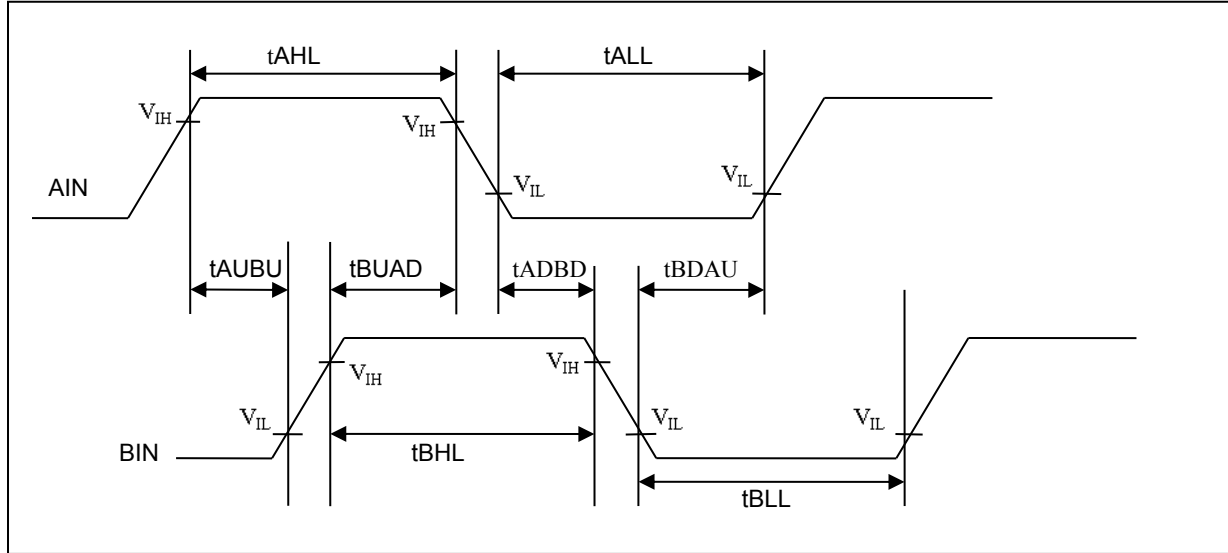 tAHL tALL
VIH VIH
AIN VIL VIL
tAUBU tBUAD tADBD tBDAU
VIH VIH
VIL VIL VIL
BIN tBHL
tBLL